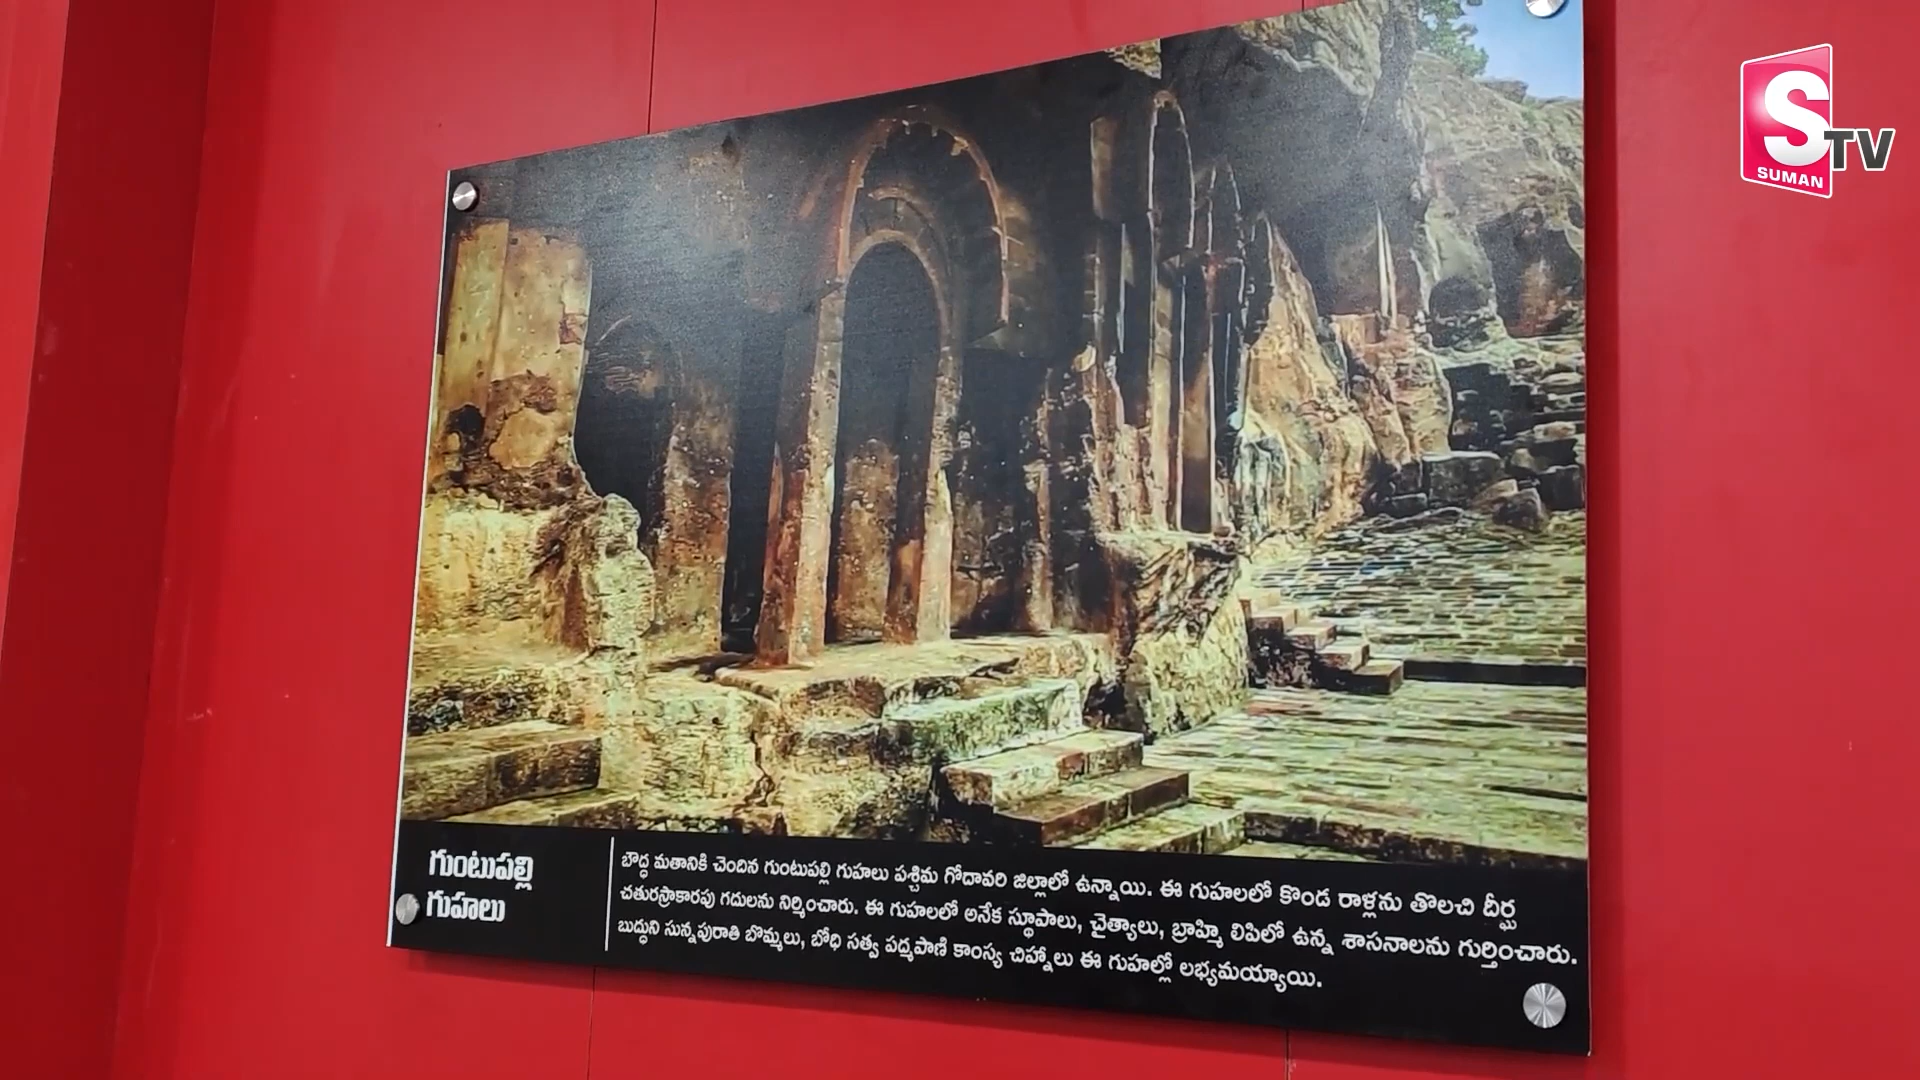 S TV
SUMAN
గుంటుపల్లి
గుహలు
బౌద్ధ మతానికి చెందిన గుంటుపల్లి గుహలు పశ్చిమ గోదావరి జిల్లాలో ఉన్నాయి. ఈ గుహలలో కొండ రాళ్లను తొలచి దీర్ఘ
చతురస్రాకారపు గదులను నిర్మించారు. ఈ గుహలలో అనేక స్థూపాలు, చైత్యాలు, బ్రాహ్మి లిపిలో ఉన్న శాసనాలను గుర్తించారు.
బుద్ధుని సున్నపురాతి బొమ్మలు, బోధి సత్వ పద్మపాణి కాంస్య చిహ్నాలు ఈ గుహల్లో లభ్యమయ్యాయి.